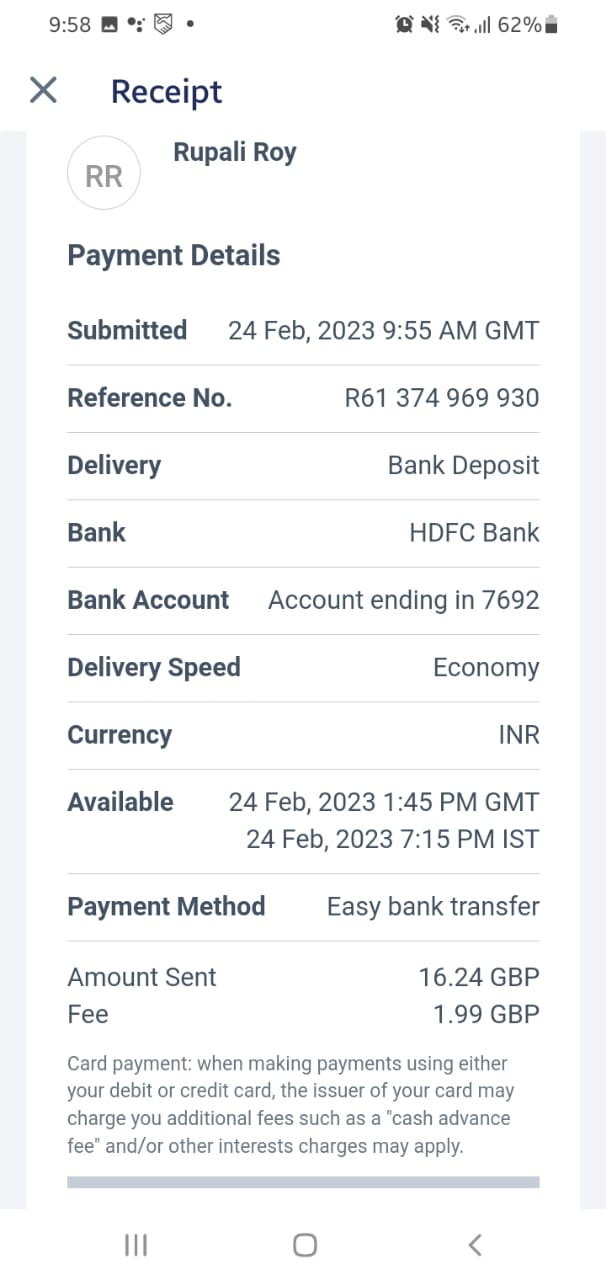 9:58
62%
Receipt
RR
Rupali Roy
Payment Details
Submitted 24 Feb, 2023 9:55 AM GMT
Reference No. R61 374 969 930
Delivery Bank Deposit
Bank HDFC Bank
Bank Account Account ending in 7692
Delivery Speed Economy
Currency INR
Available 24 Feb, 2023 1:45 PM GMT
24 Feb, 2023 7:15 PM IST
Payment Method Easy bank transfer
Amount Sent 16.24 GBP
Fee 1.99 GBP
Card payment: when making payments using either
your debit or credit card, the issuer of your card may
charge you additional fees such as a "cash advance
fee" and/or other interests charges may apply.